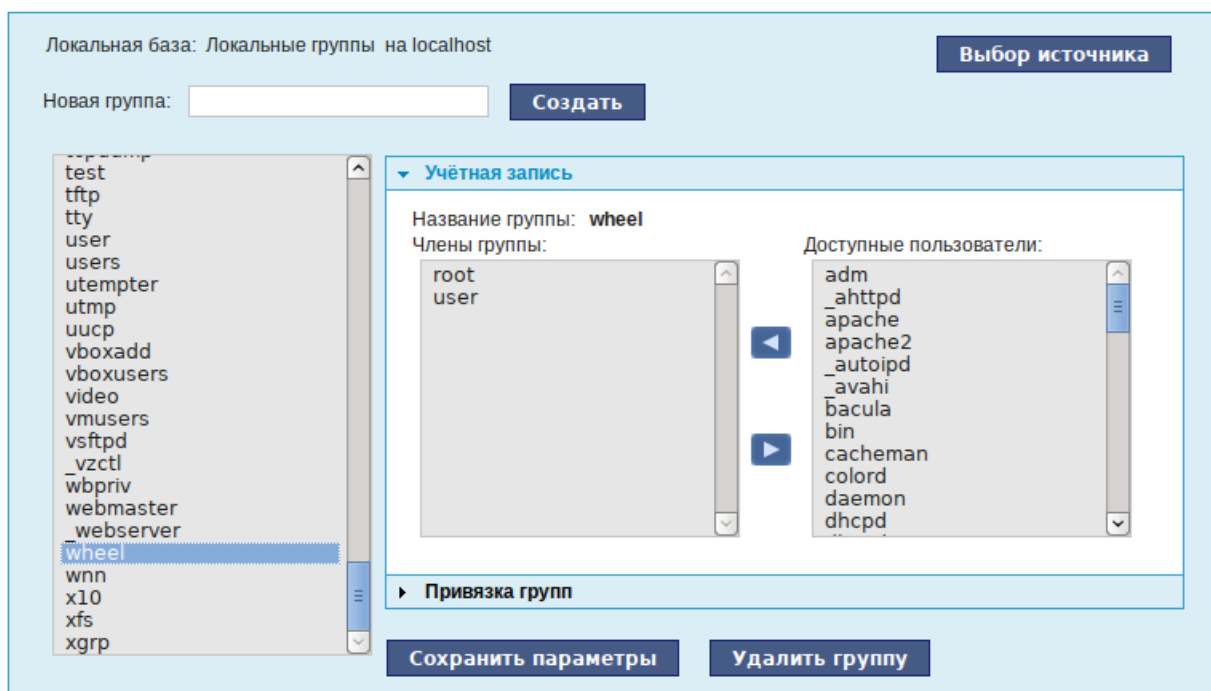 Локальная база: Локальные группы на localhost
Выбор источника
Новая группа:
Создать
test
tftp
tty
user
users
utempter
utmp
uucp
vboxadd
vboxusers
video
vmusers
vsftpd
_vzctl
wbpriv
webmaster
_webserver
wheel
wnn
x10
xfs
xgrp
Учётная запись
Название группы: wheel
Члены группы:
root
user
Доступные пользователи:
adm
_ahttpd
apache
apache2
_autoipd
_avahi
bacula
bin
cacheman
colord
daemon
dhcpd
Привязка групп
Сохранить параметры
Удалить группу